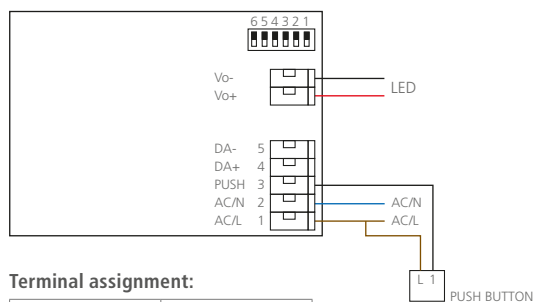 6 5 4 3 2 1
Vo-
Vo+
LED
DA- 5
DA+ 4
PUSH 3
AC/N 2 AC/N
AC/L 1 AC/L
Terminal assignment:
L 1
PUSH BUTTON